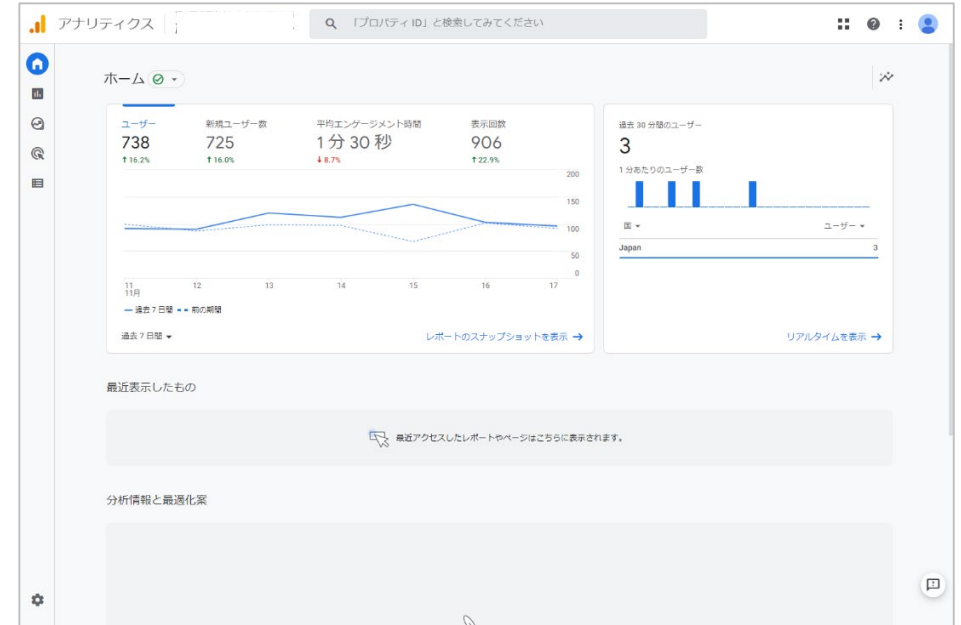 アナリティクス
「プロパティ ID」と検索してみてください
ホーム
ユーザー
738
↑16.2%
新規ユーザー数
725
↑16.0%
平均エンゲージメント時間
1 分 30 秒
↓8.7%
表示回数
906
↑22.9%
200
150
100
50
0
11
11月
12
13
14
15
16
17
過去 7 日間
前の期間
過去 7 日間
レポートのスナップショットを表示 →
過去 30 分間のユーザー
3
1 分あたりのユーザー数
国
ユーザー
Japan
3
リアルタイムを表示 →
最近表示したもの
最近アクセスしたレポートやページはこちらに表示されます。
分析情報と最適化案